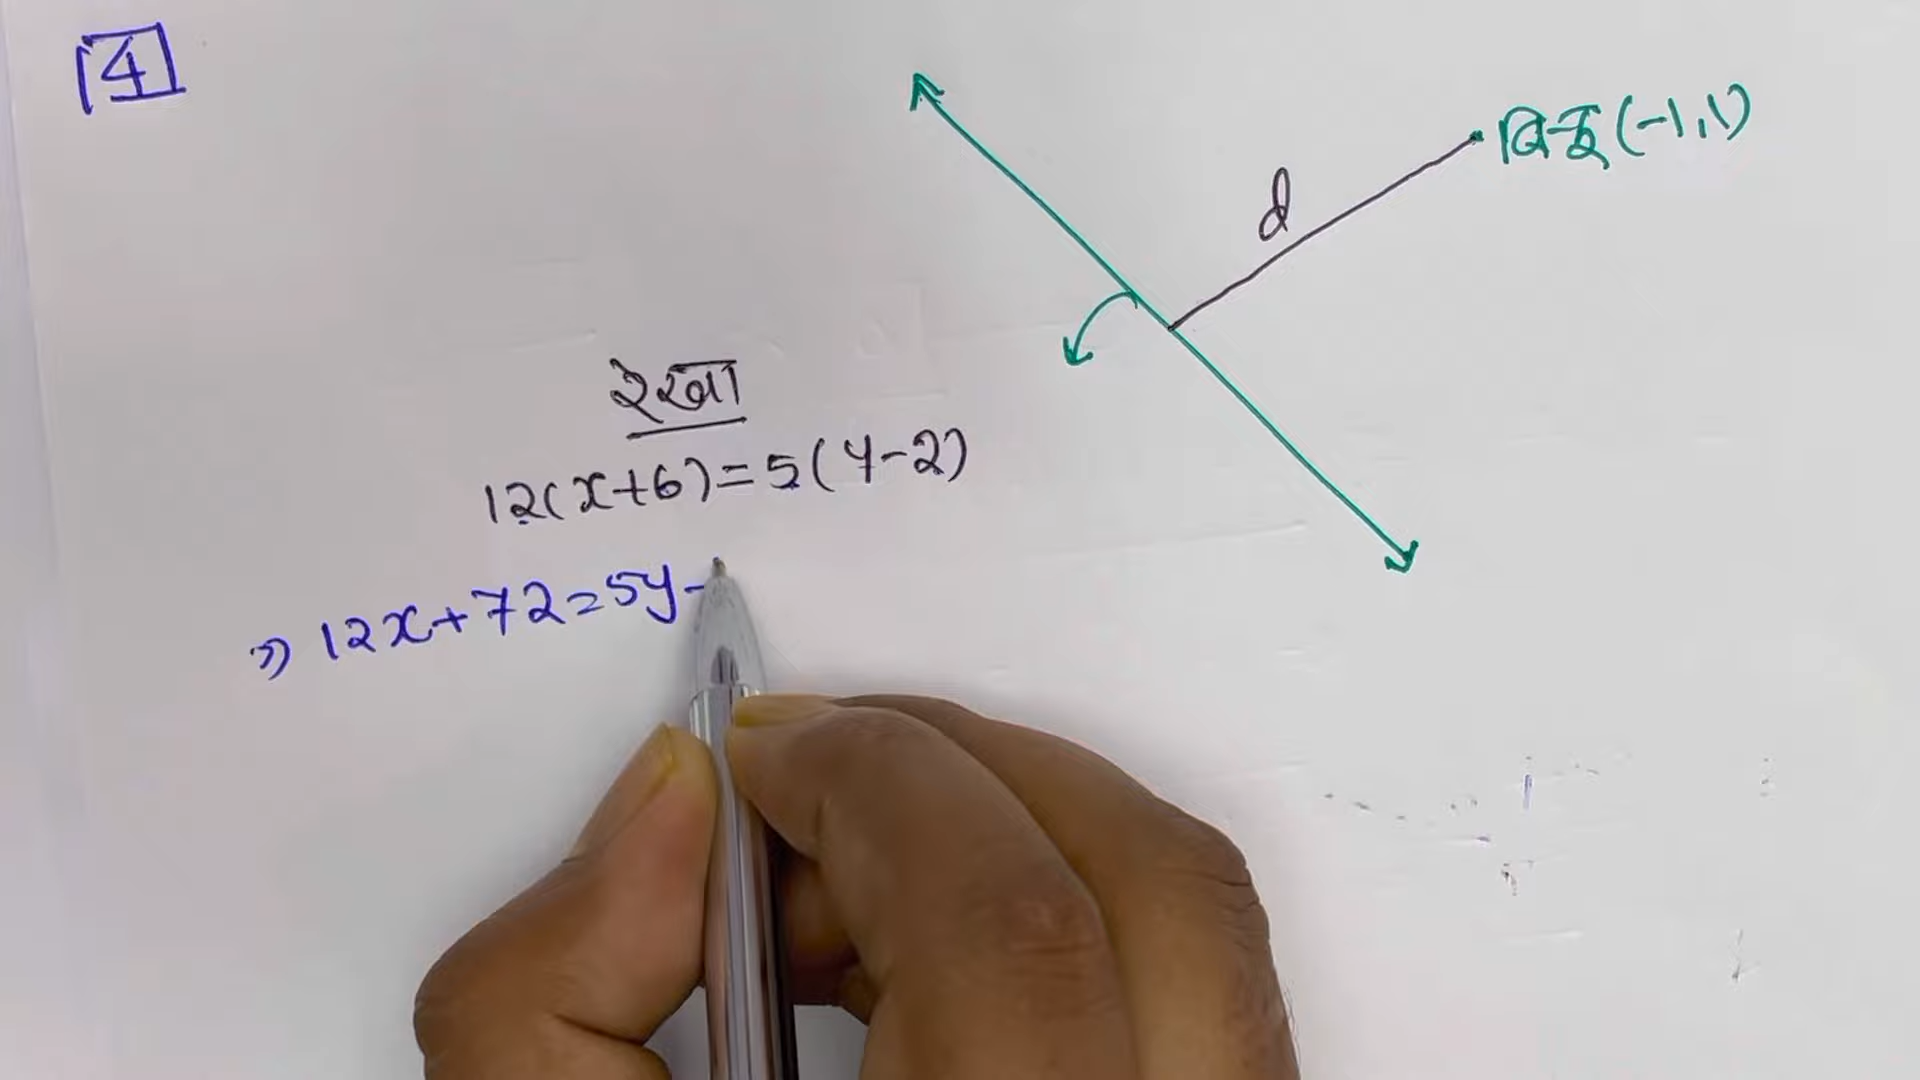 4
बिन्दु (-1,1)
d
रेखा
12(x+6)=5(y-2)
⇒ 12x+72=5y-